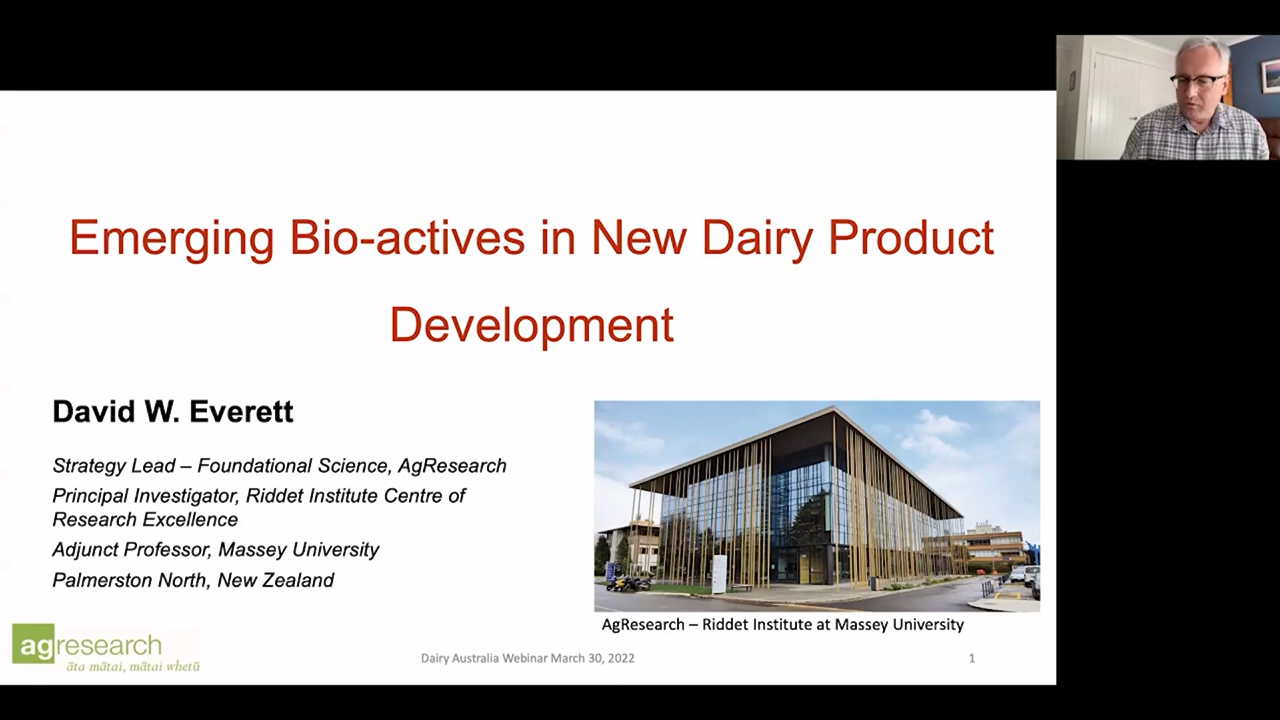 Emerging Bio-actives in New Dairy Product
Development
David W. Everett
Strategy Lead – Foundational Science, AgResearch
Principal Investigator, Riddet Institute Centre of
Research Excellence
Adjunct Professor, Massey University
Palmerston North, New Zealand
AgResearch – Riddet Institute at Massey University
agresearch
āta mātai, mātai whetū
Dairy Australia Webinar March 30, 2022
1